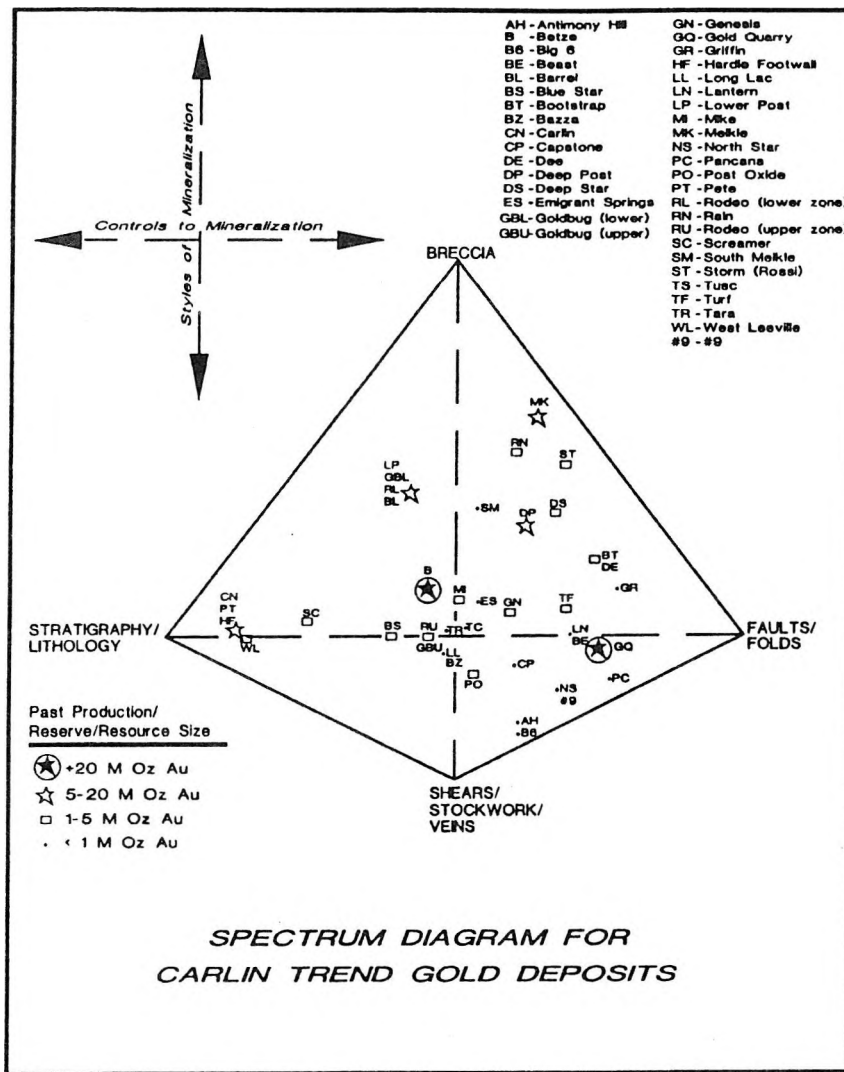 AH - Antimony Hill
B - Betze
B6 - Big 6
BE - Beast
BL - Barrel
BS - Blue Star
BT - Bootstrap
BZ - Bazza
CN - Carlin
CP - Capstone
DE - Dee
DP - Deep Post
DS - Deep Star
ES - Emigrant Springs
GBL - Goldbug (lower)
GBU - Goldbug (upper)
GN - Genesis
GQ - Gold Quarry
GR - Griffin
HF - Hardie Footwall
LL - Long Lac
LN - Lantern
LP - Lower Post
MI - Mike
MK - Meikle
NS - North Star
PC - Pancana
PO - Post Oxide
PT - Pete
RL - Rodeo (lower zone)
RN - Rain
RU - Rodeo (upper zone)
SC - Screamer
SM - South Meikle
ST - Storm (Rossi)
TS - Tusc
TF - Turf
TR - Tara
WL - West Leeville
#9 - #9
Styles of Mineralization
Controls to Mineralization
BRECCIA
MK
RN
ST
LP
GBL
RL
BL
SM
DP
DS
BT
DE
GR
B
MI
ES
GN
TF
CN
PT
HF
WL
SC
BS
RU
GBU
TR
TC
LN
BE
GQ
STRATIGRAPHY/
LITHOLOGY
FAULTS/
FOLDS
LL
BZ
PO
CP
NS
#9
PC
AH
B6
SHEARS/
STOCKWORK/
VEINS
Past Production/
Reserve/Resource Size
+20 M Oz Au
5-20 M Oz Au
1-5 M Oz Au
< 1 M Oz Au
SPECTRUM DIAGRAM FOR
CARLIN TREND GOLD DEPOSITS